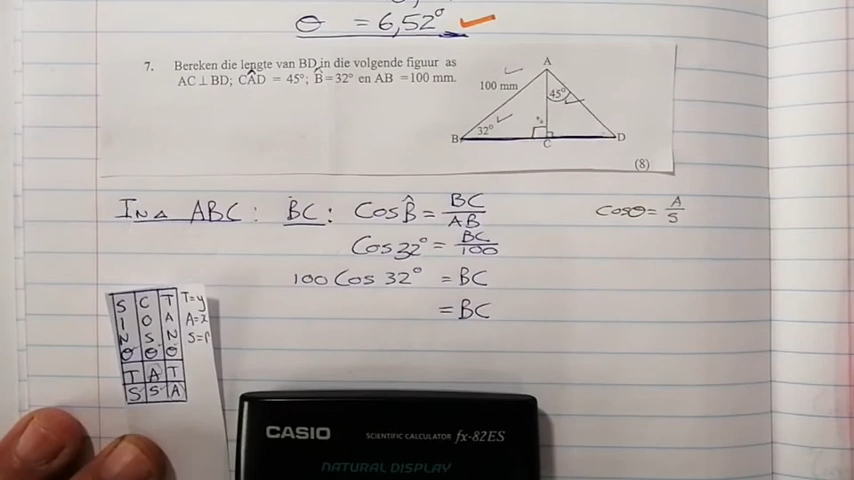 θ = 6,52°
7. Bereken die lengte van BD in die volgende figuur as
AC ⊥ BD; CÂD = 45°; B̂ = 32° en AB = 100 mm.
A
100 mm
45°
B
32°
C
D
(8)
In Δ ABC: BC: Cos B̂ = BC/AB
Cosθ = A/S
Cos 32° = BC/100
100 Cos 32° = BC
= BC
S C T T=y
I O A A=x
N S N S=r
θ θ θ
T A T
S S A
CASIO SCIENTIFIC CALCULATOR fx-82ES
NATURAL DISPLAY